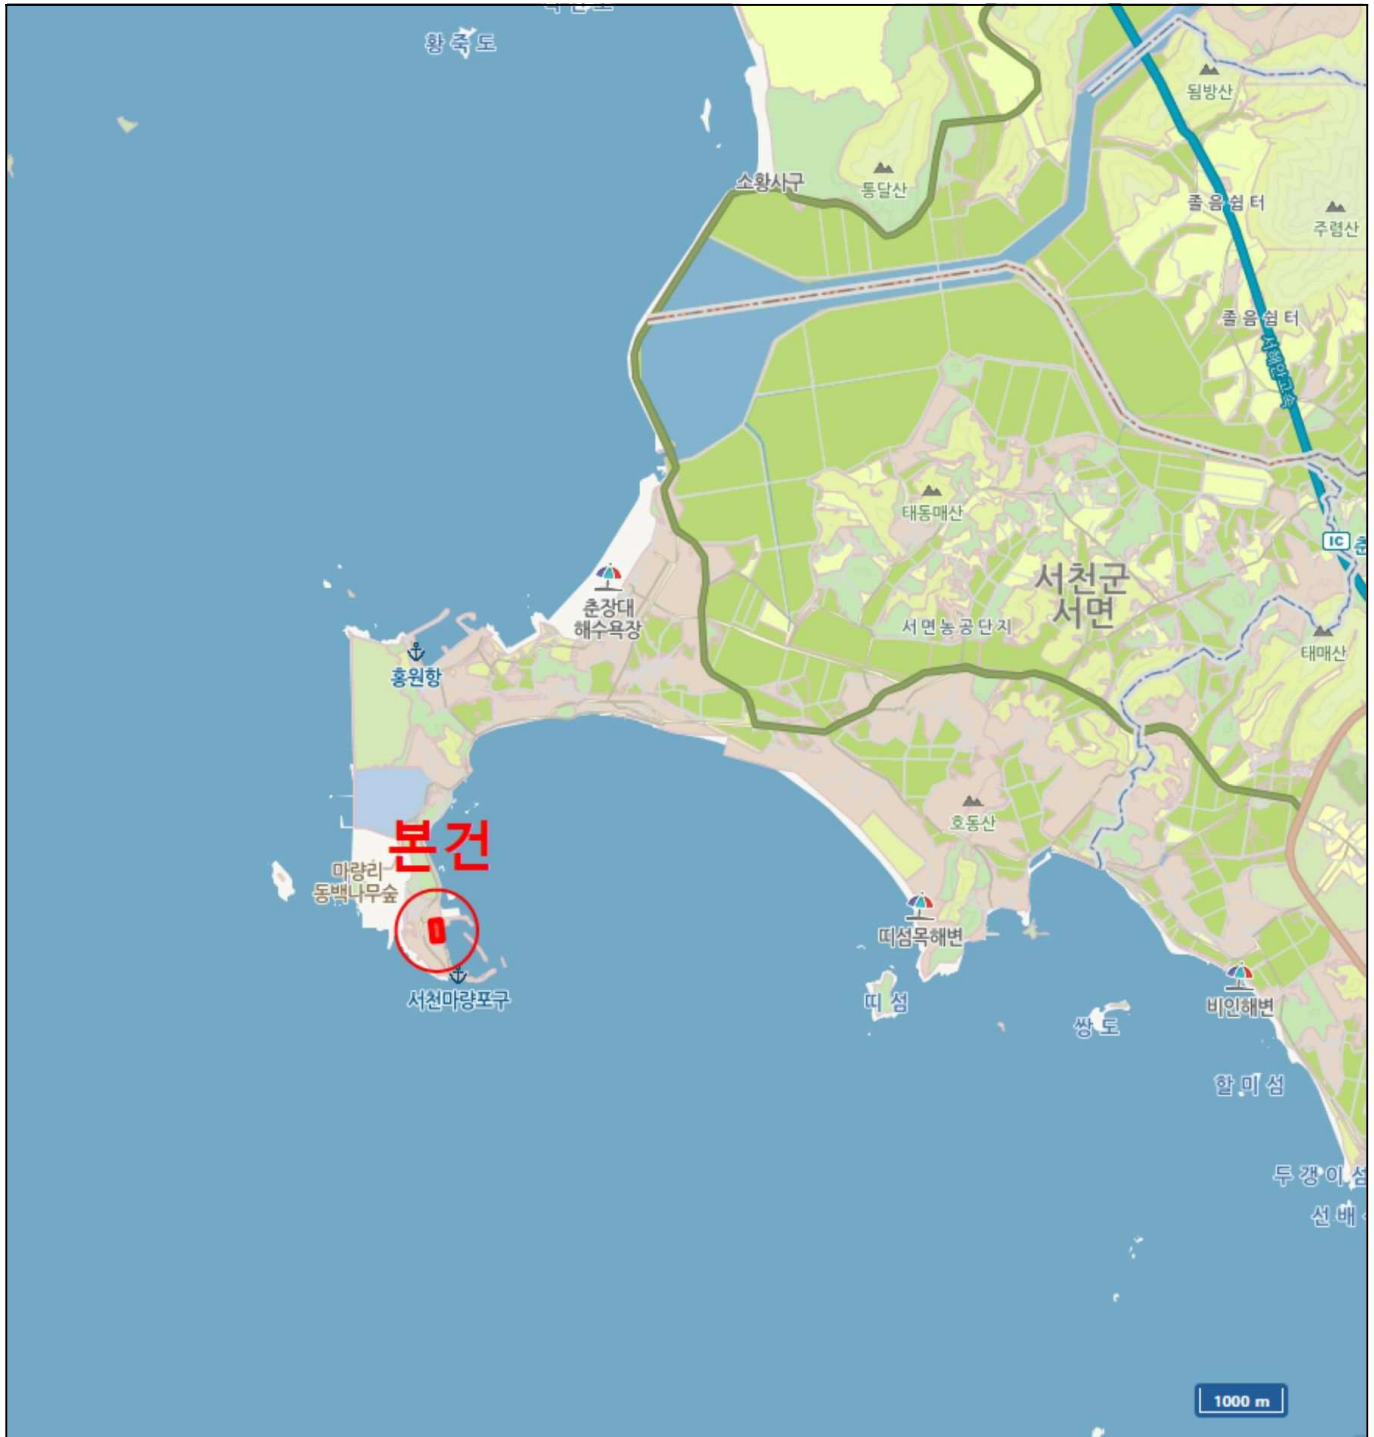 황죽도
됨방산
소황사구
통달산
졸음쉼터
주렴산
졸음쉼터
서해안고속
태동매산
IC
춘장대
해수욕장
서천군
서면
서면농공단지
태매산
홍원항
호동산
본건
마량리
동백나무숲
띠섬목해변
서천마량포구
띠섬
쌍도
비인해변
할미섬
두갱이섬
선배
1000 m